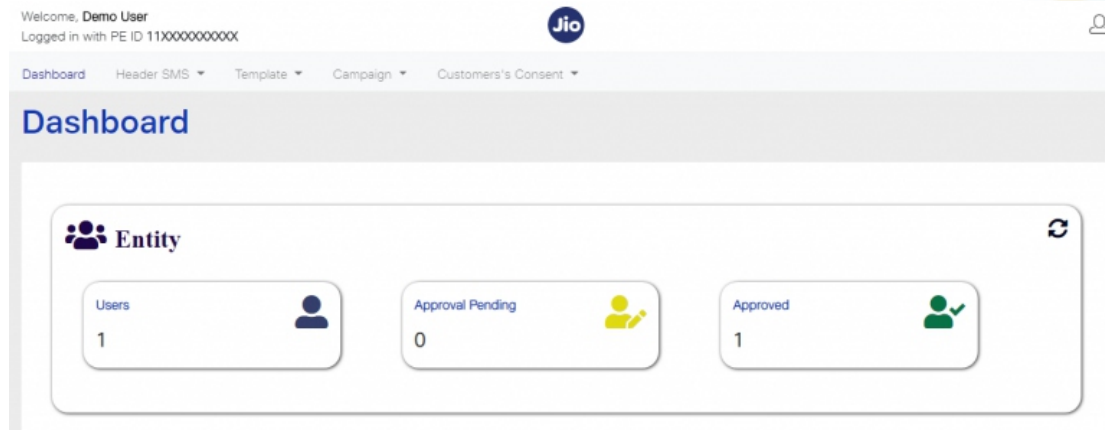 Welcome, Demo User
Logged in with PE ID 11XXXXXXXXXX
Jio
Dashboard Header SMS Template Campaign Customers's Consent
Dashboard
Entity
Users Approval Pending Approved
1 0 1